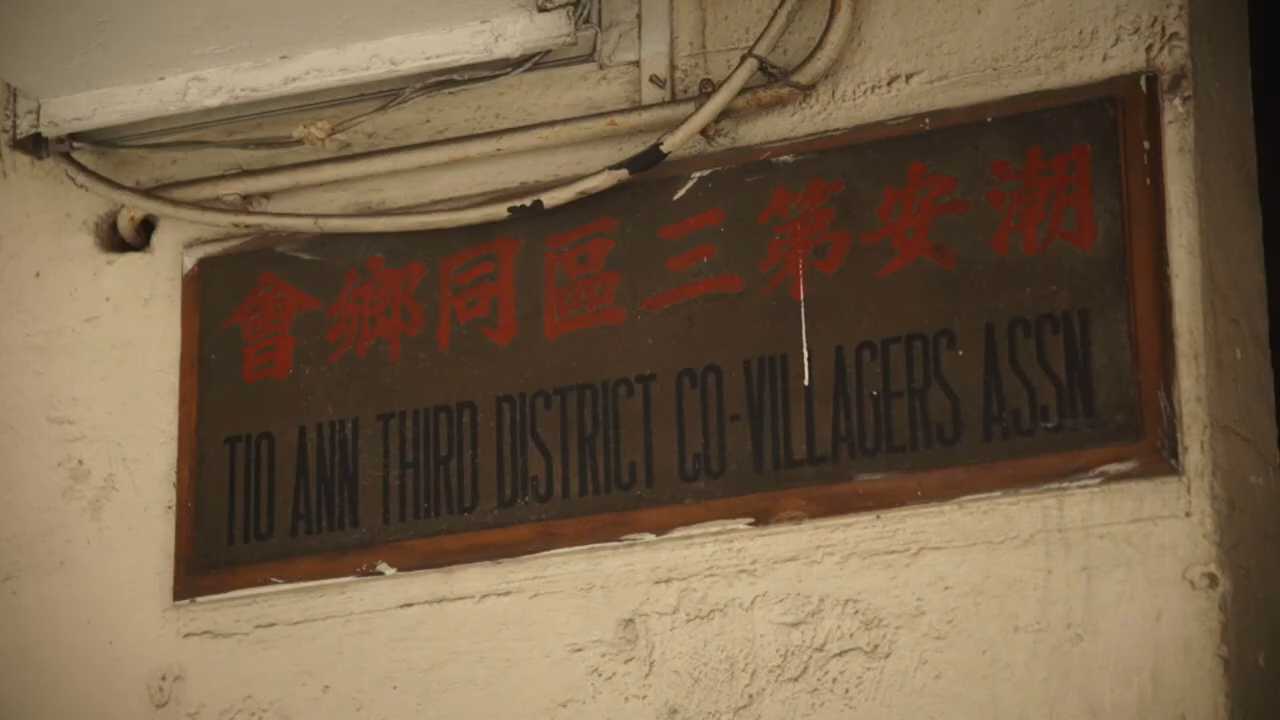 潮安第三區同鄉會
TIO ANN THIRD DISTRICT CO-VILLAGERS ASSN